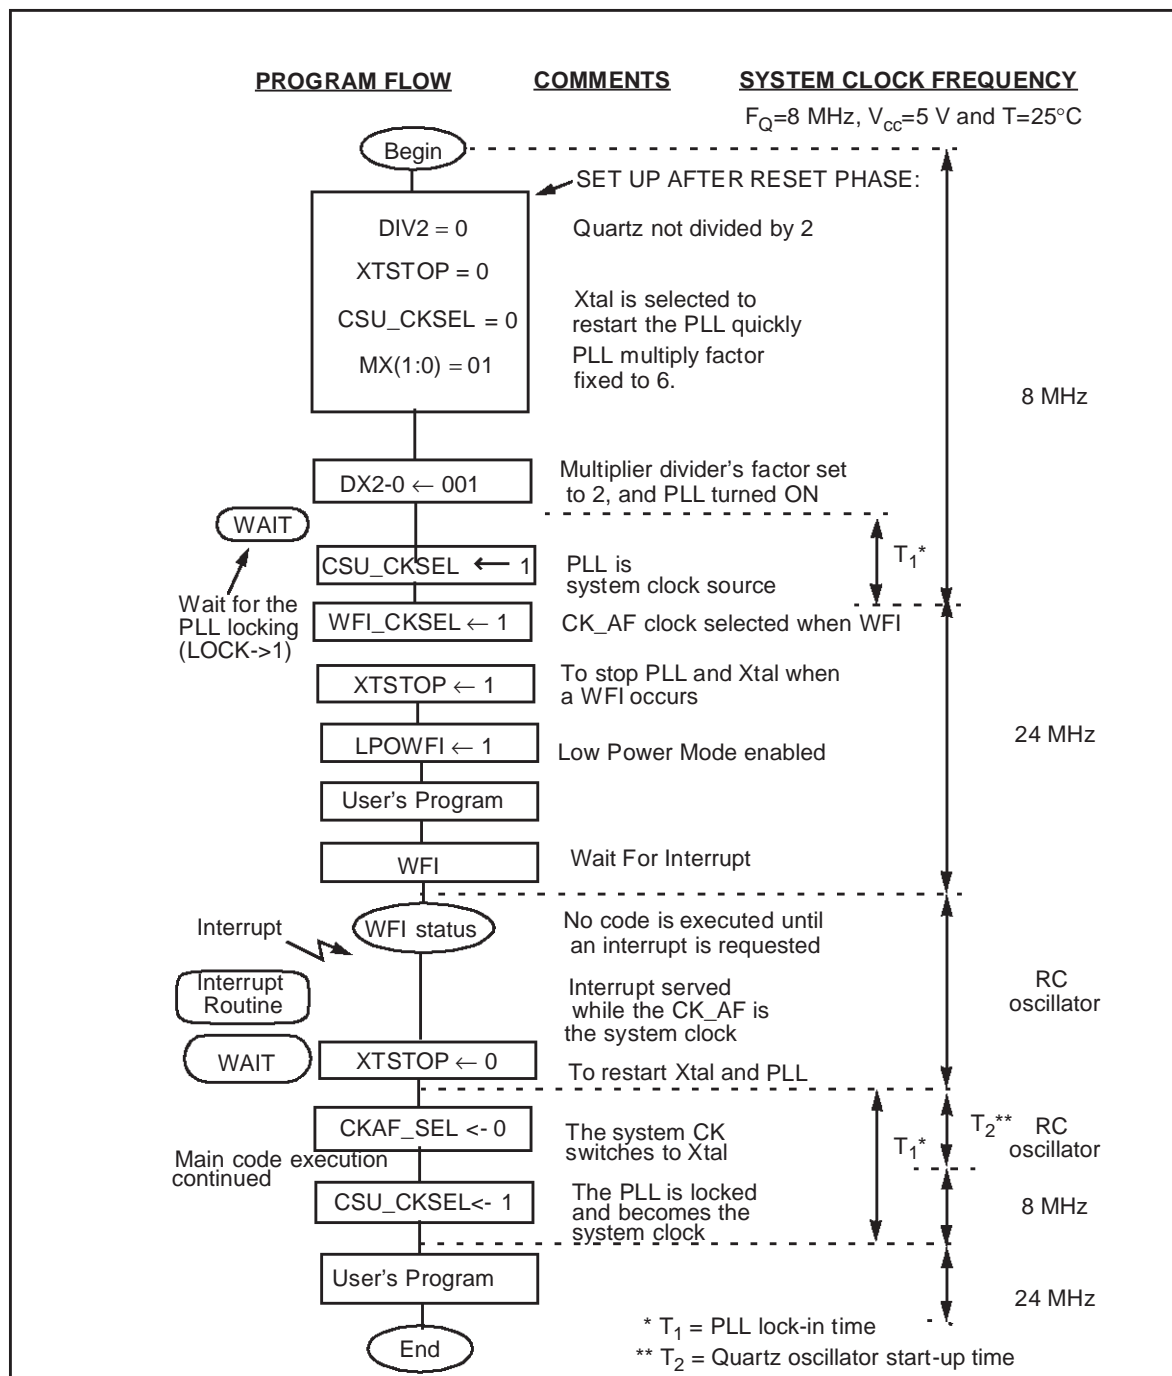 PROGRAM FLOW COMMENTS SYSTEM CLOCK FREQUENCY
F_Q=8 MHz, V_cc=5 V and T=25°C
Begin
SET UP AFTER RESET PHASE:
DIV2 = 0
Quartz not divided by 2
XTSTOP = 0
CSU_CKSEL = 0
Xtal is selected to
restart the PLL quickly
MX(1:0) = 01
PLL multiply factor
fixed to 6.
8 MHz
DX2-0 ← 001
Multiplier divider's factor set
to 2, and PLL turned ON
WAIT
T_1*
CSU_CKSEL ← 1
PLL is
system clock source
Wait for the
PLL locking
(LOCK->1)
WFI_CKSEL ← 1
CK_AF clock selected when WFI
XTSTOP ← 1
To stop PLL and Xtal when
a WFI occurs
24 MHz
LPOWFI ← 1
Low Power Mode enabled
User's Program
WFI
Wait For Interrupt
Interrupt
WFI status
No code is executed until
an interrupt is requested
Interrupt
Routine
Interrupt served
while the CK_AF is
the system clock
RC
oscillator
WAIT
XTSTOP ← 0
To restart Xtal and PLL
CKAF_SEL <- 0
The system CK
switches to Xtal
T_1*
T_2**
RC
oscillator
Main code execution
continued
CSU_CKSEL<- 1
The PLL is locked
and becomes the
system clock
8 MHz
User's Program
24 MHz
End
* T_1 = PLL lock-in time
** T_2 = Quartz oscillator start-up time